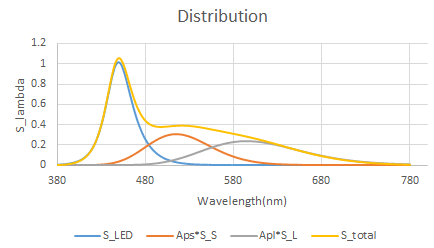 Distribution
1.2
1
0.8
0.6
0.4
0.2
0
S_lambda
380 480 580 680 780
Wavelength(nm)
S_LED Aps*S_S Apl*S_L S_total